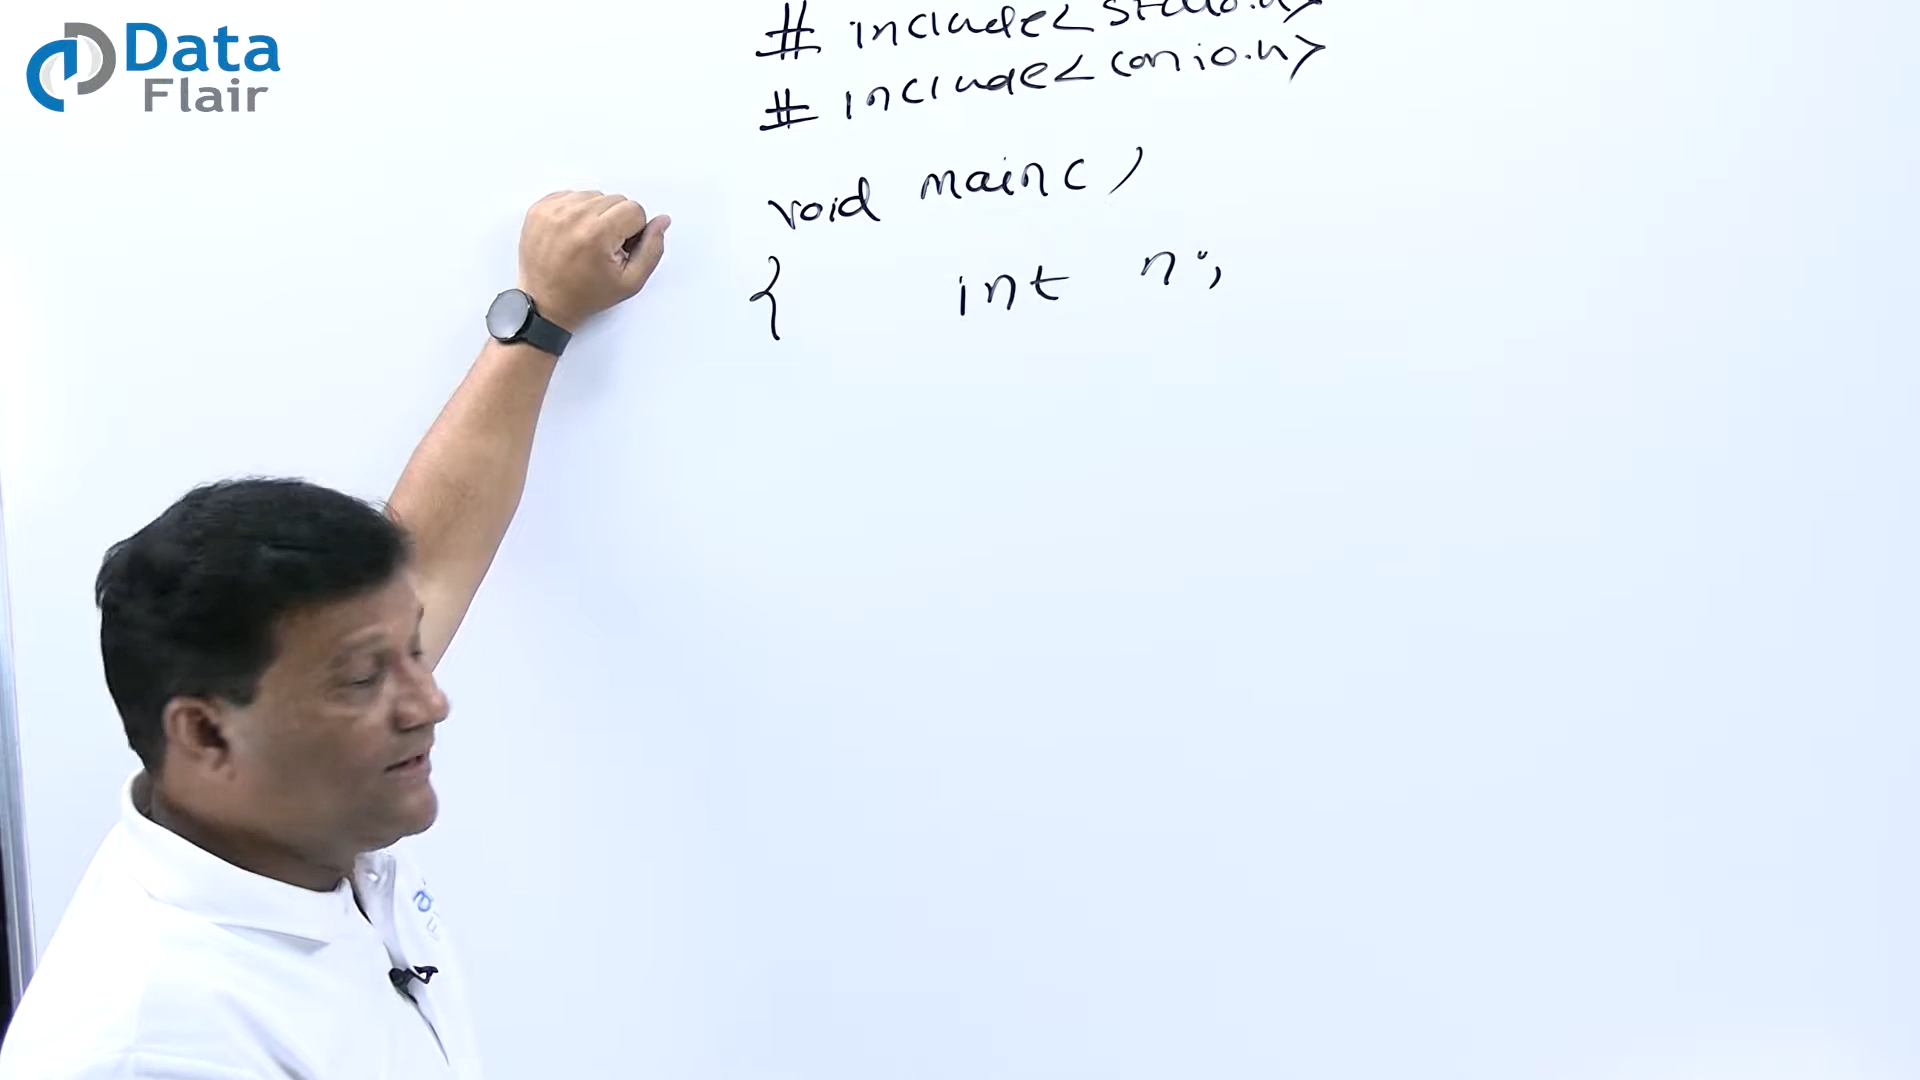 Data
Flair
# include<stdio.h>
# include<conio.h>
void main()
{ int n;